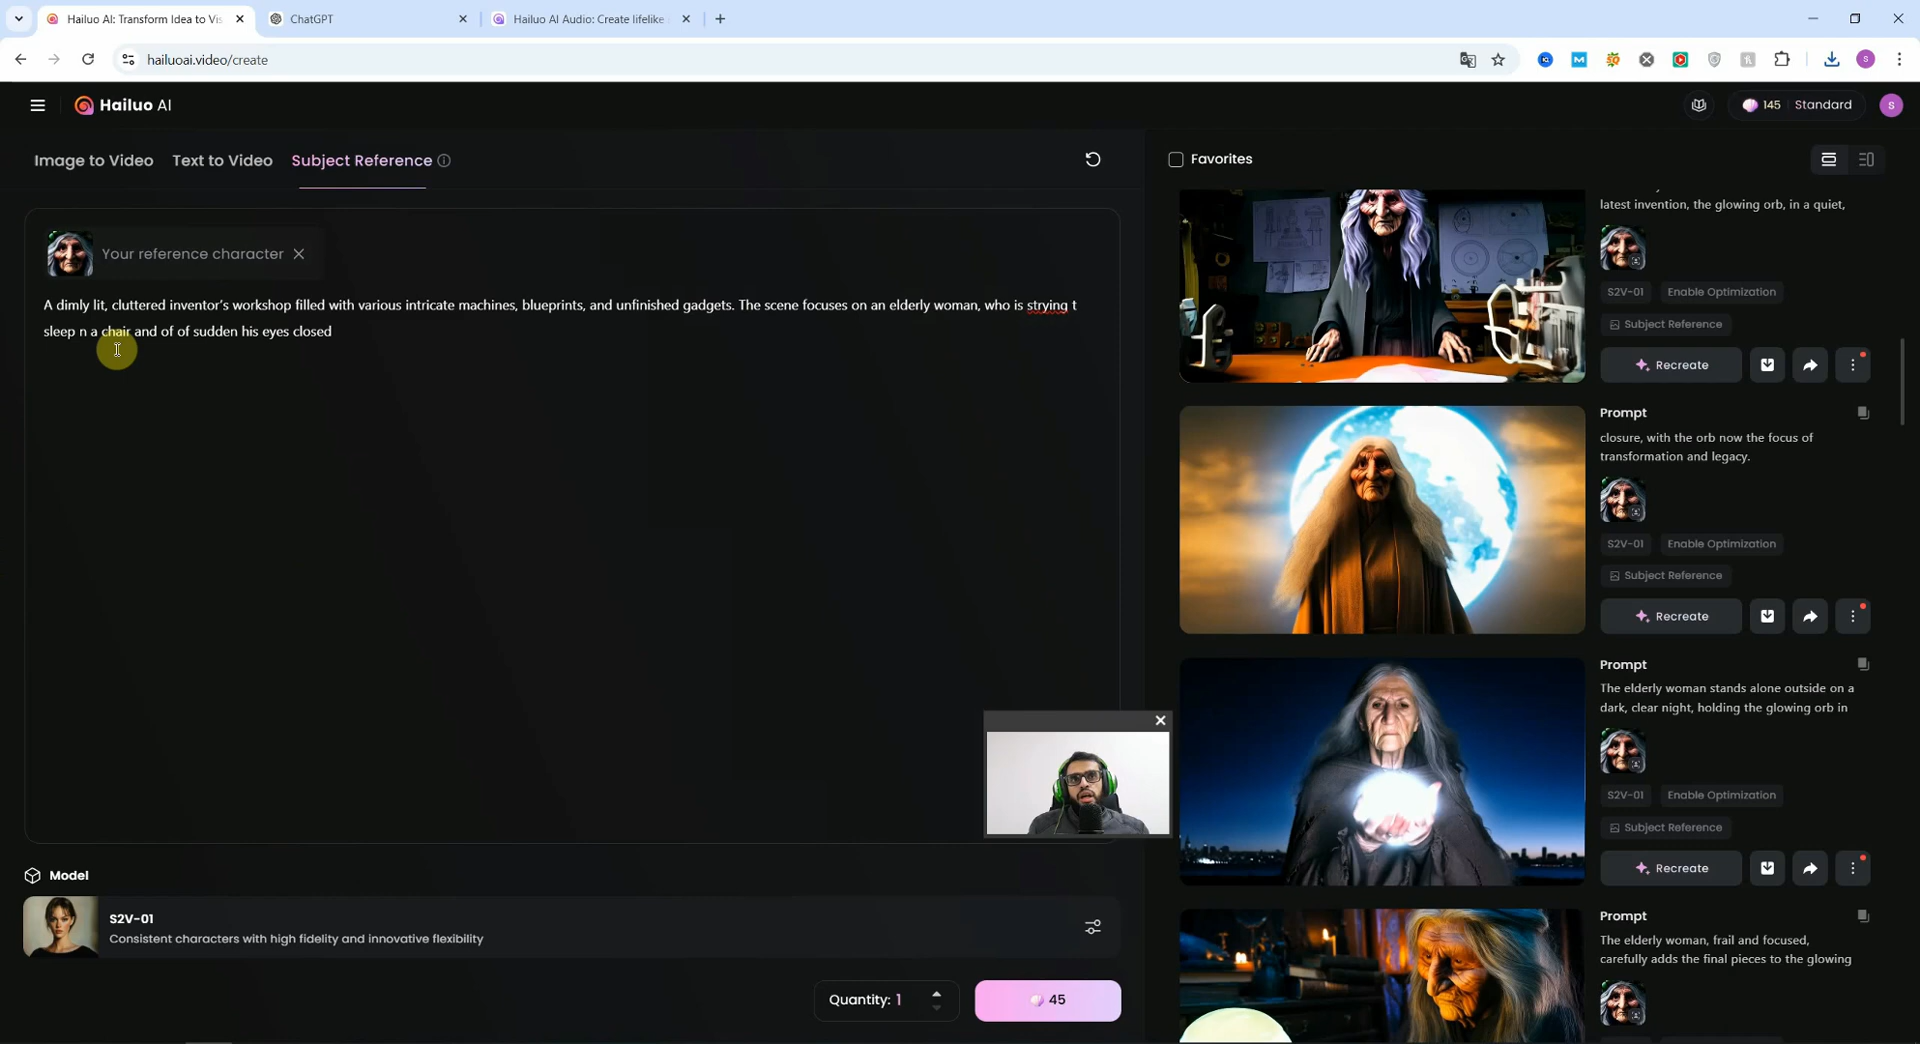 Hailuo AI: Transform Idea to Vis
ChatGPT
Hailuo AI Audio: Create lifelike
hailuoai.video/create
S
Hailuo AI
145 Standard
S
Image to Video Text to Video Subject Reference
Favorites
Your reference character
A dimly lit, cluttered inventor's workshop filled with various intricate machines, blueprints, and unfinished gadgets. The scene focuses on an elderly woman, who is strying t
sleep n a chair and of of sudden his eyes closed
latest invention, the glowing orb, in a quiet,
S2V-01 Enable Optimization
Subject Reference
Recreate
Prompt
closure, with the orb now the focus of
transformation and legacy.
S2V-01 Enable Optimization
Subject Reference
Recreate
Prompt
The elderly woman stands alone outside on a
dark, clear night, holding the glowing orb in
S2V-01 Enable Optimization
Subject Reference
Recreate
Prompt
The elderly woman, frail and focused,
carefully adds the final pieces to the glowing
Model
S2V-01
Consistent characters with high fidelity and innovative flexibility
Quantity: 1
45